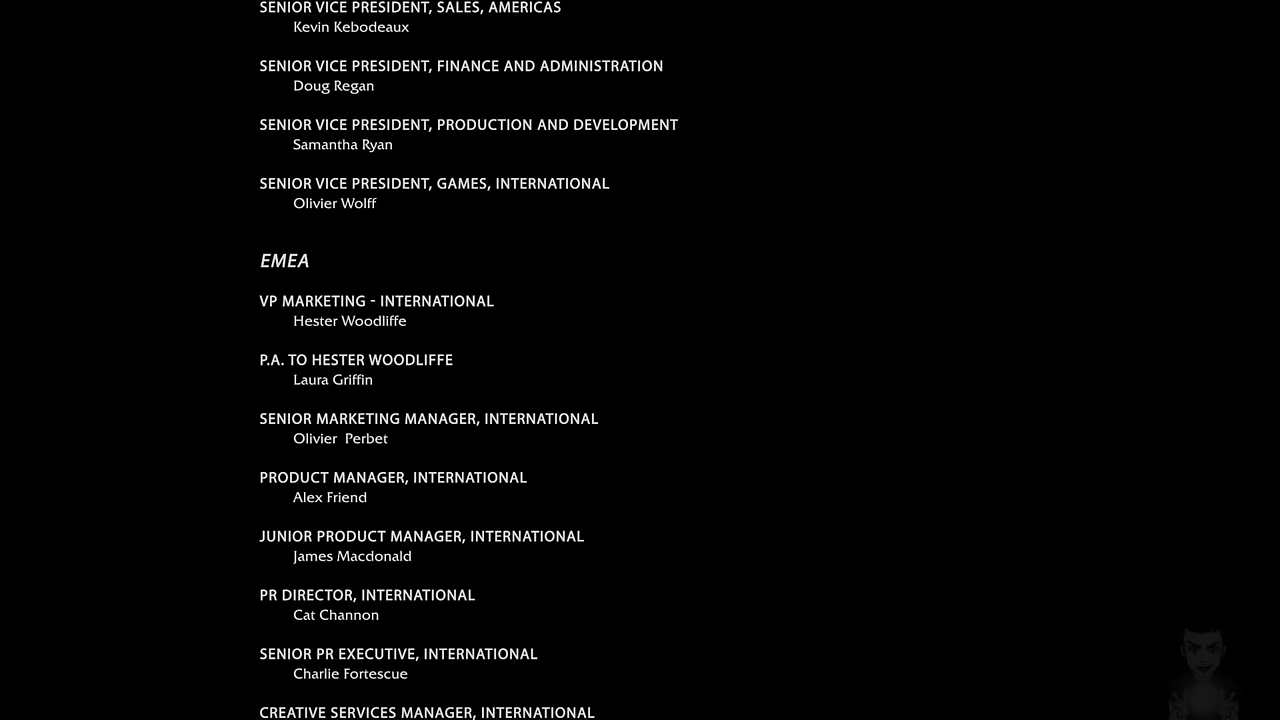 SENIOR VICE PRESIDENT, SALES, AMERICAS
Kevin Kebodeaux
SENIOR VICE PRESIDENT, FINANCE AND ADMINISTRATION
Doug Regan
SENIOR VICE PRESIDENT, PRODUCTION AND DEVELOPMENT
Samantha Ryan
SENIOR VICE PRESIDENT, GAMES, INTERNATIONAL
Olivier Wolff
EMEA
VP MARKETING - INTERNATIONAL
Hester Woodliffe
P.A. TO HESTER WOODLIFFE
Laura Griffin
SENIOR MARKETING MANAGER, INTERNATIONAL
Olivier  Perbet
PRODUCT MANAGER, INTERNATIONAL
Alex Friend
JUNIOR PRODUCT MANAGER, INTERNATIONAL
James Macdonald
PR DIRECTOR, INTERNATIONAL
Cat Channon
SENIOR PR EXECUTIVE, INTERNATIONAL
Charlie Fortescue
CREATIVE SERVICES MANAGER, INTERNATIONAL